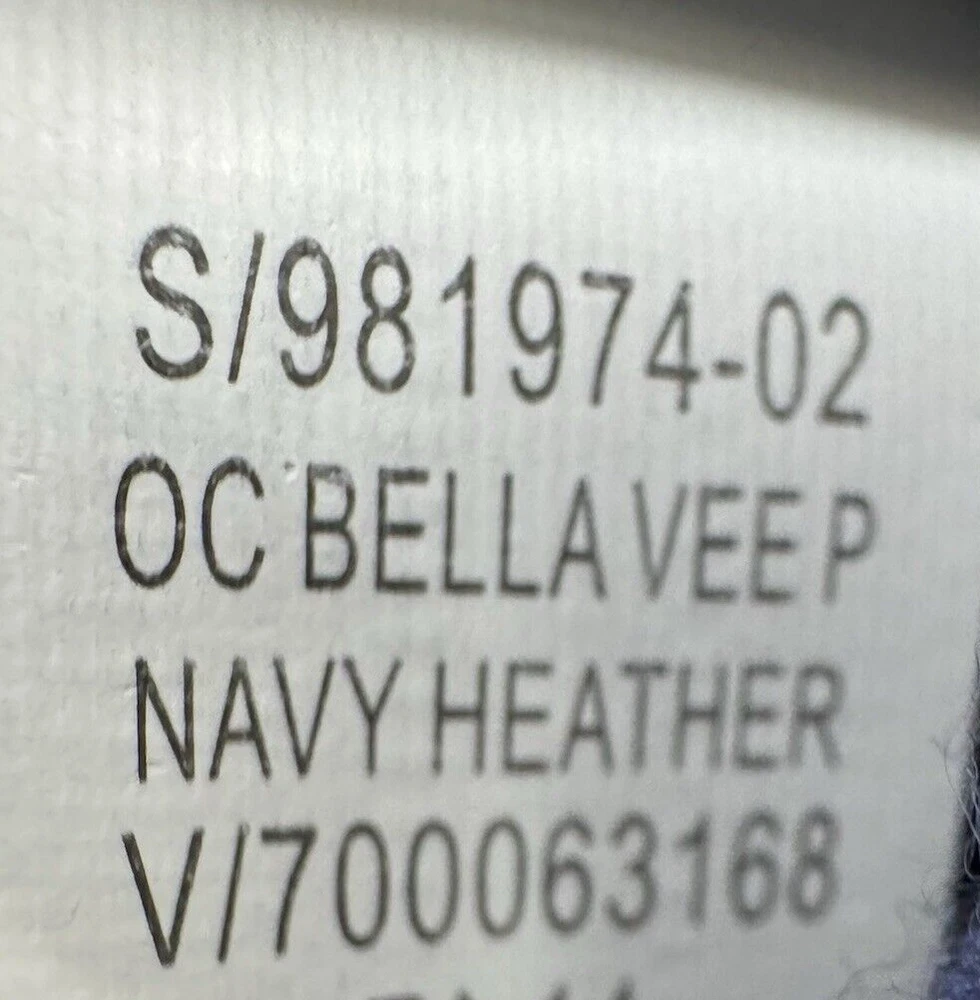 S/981974-02
OC BELLA VEE P
NAVY HEATHER
V/700063168